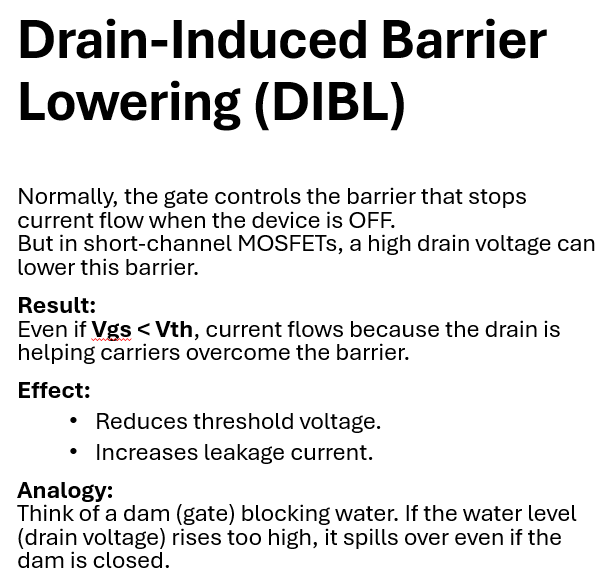 Drain-Induced Barrier
Lowering (DIBL)
Normally, the gate controls the barrier that stops
current flow when the device is OFF.
But in short-channel MOSFETs, a high drain voltage can
lower this barrier.
Result:
Even if Vgs < Vth, current flows because the drain is
helping carriers overcome the barrier.
Effect:
• Reduces threshold voltage.
• Increases leakage current.
Analogy:
Think of a dam (gate) blocking water. If the water level
(drain voltage) rises too high, it spills over even if the
dam is closed.